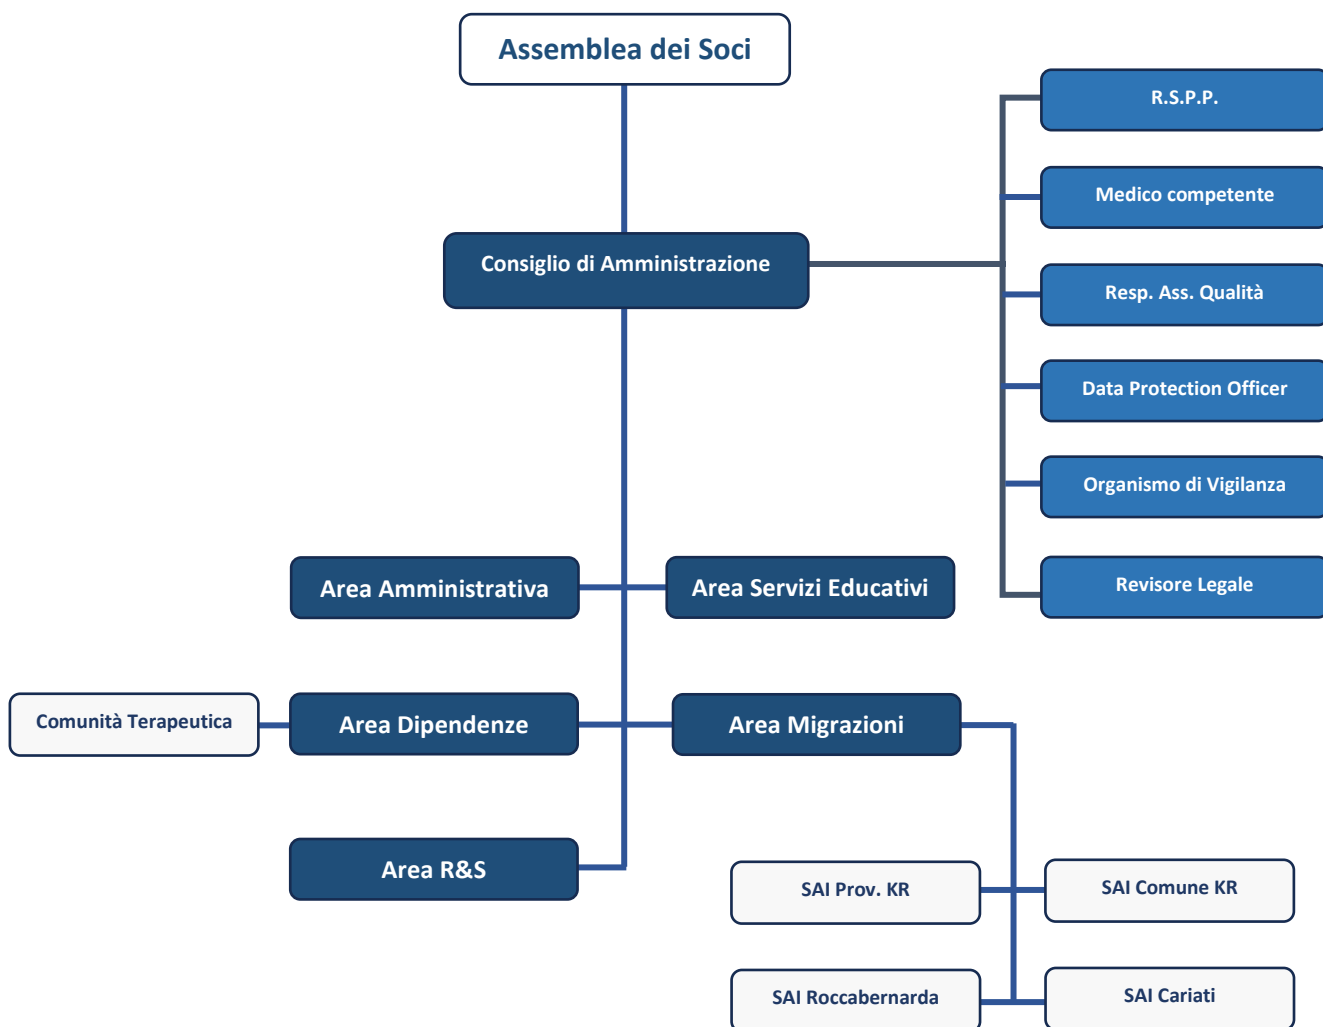 Assemblea dei Soci
R.S.P.P.
Medico competente
Consiglio di Amministrazione
Resp. Ass. Qualità
Data Protection Officer
Organismo di Vigilanza
Area Amministrativa
Area Servizi Educativi
Revisore Legale
Comunità Terapeutica
Area Dipendenze
Area Migrazioni
Area R&S
SAI Prov. KR
SAI Comune KR
SAI Roccabernarda
SAI Cariati